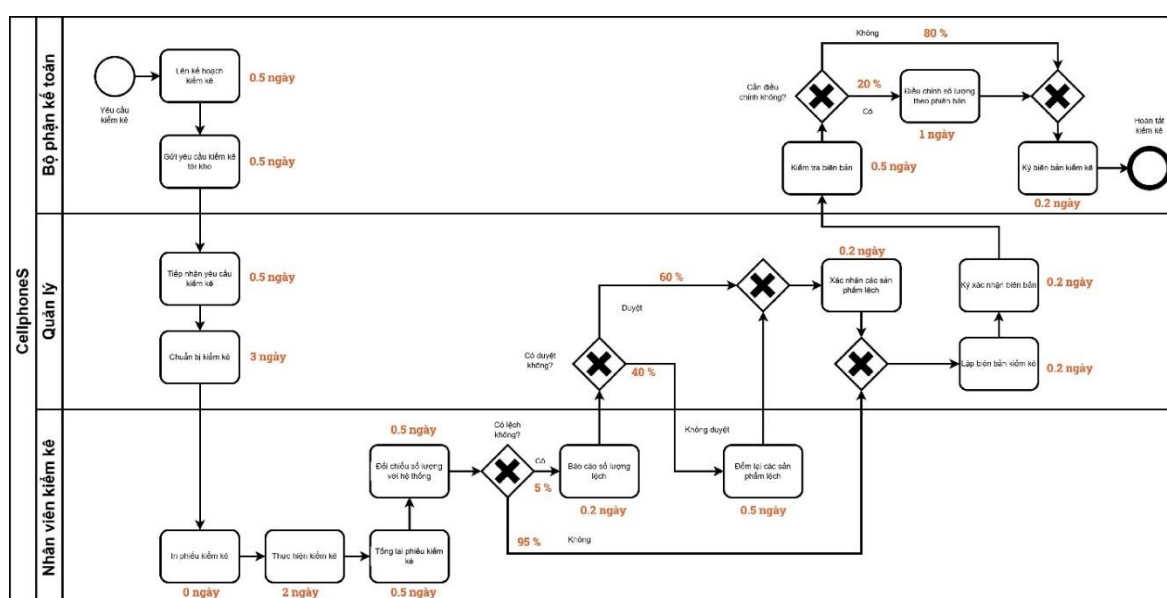 CellphoneS
Bộ phận kế toán
Yêu cầu
kiểm kê
Lên kế hoạch
kiểm kê
0.5 ngày
Gửi yêu cầu kiểm kê
tới kho
0.5 ngày
Không
80 %
Cần điều
chỉnh không?
20 %
Có
Điều chỉnh số lượng
theo phiên bản
1 ngày
Kiểm tra biên bản
0.5 ngày
Ký biên bản kiểm kê
0.2 ngày
Hoàn tất
kiểm kê
Quản lý
Tiếp nhận yêu cầu
kiểm kê
0.5 ngày
Chuẩn bị kiểm kê
3 ngày
Có duyệt
không?
60 %
Duyệt
40 %
Không duyệt
0.2 ngày
Xác nhận các sản
phẩm lệch
Ký xác nhận biên bản
0.2 ngày
Lập biên bản kiểm kê
0.2 ngày
Nhân viên kiểm kê
In phiếu kiểm kê
0 ngày
Thực hiện kiểm kê
2 ngày
Tổng lại phiếu kiểm
kê
0.5 ngày
0.5 ngày
Đối chiếu số lượng
với hệ thống
Có lệch
không?
Có
5 %
95 %
Không
Báo cáo số lượng
lệch
0.2 ngày
Đếm lại các sản
phẩm lệch
0.5 ngày